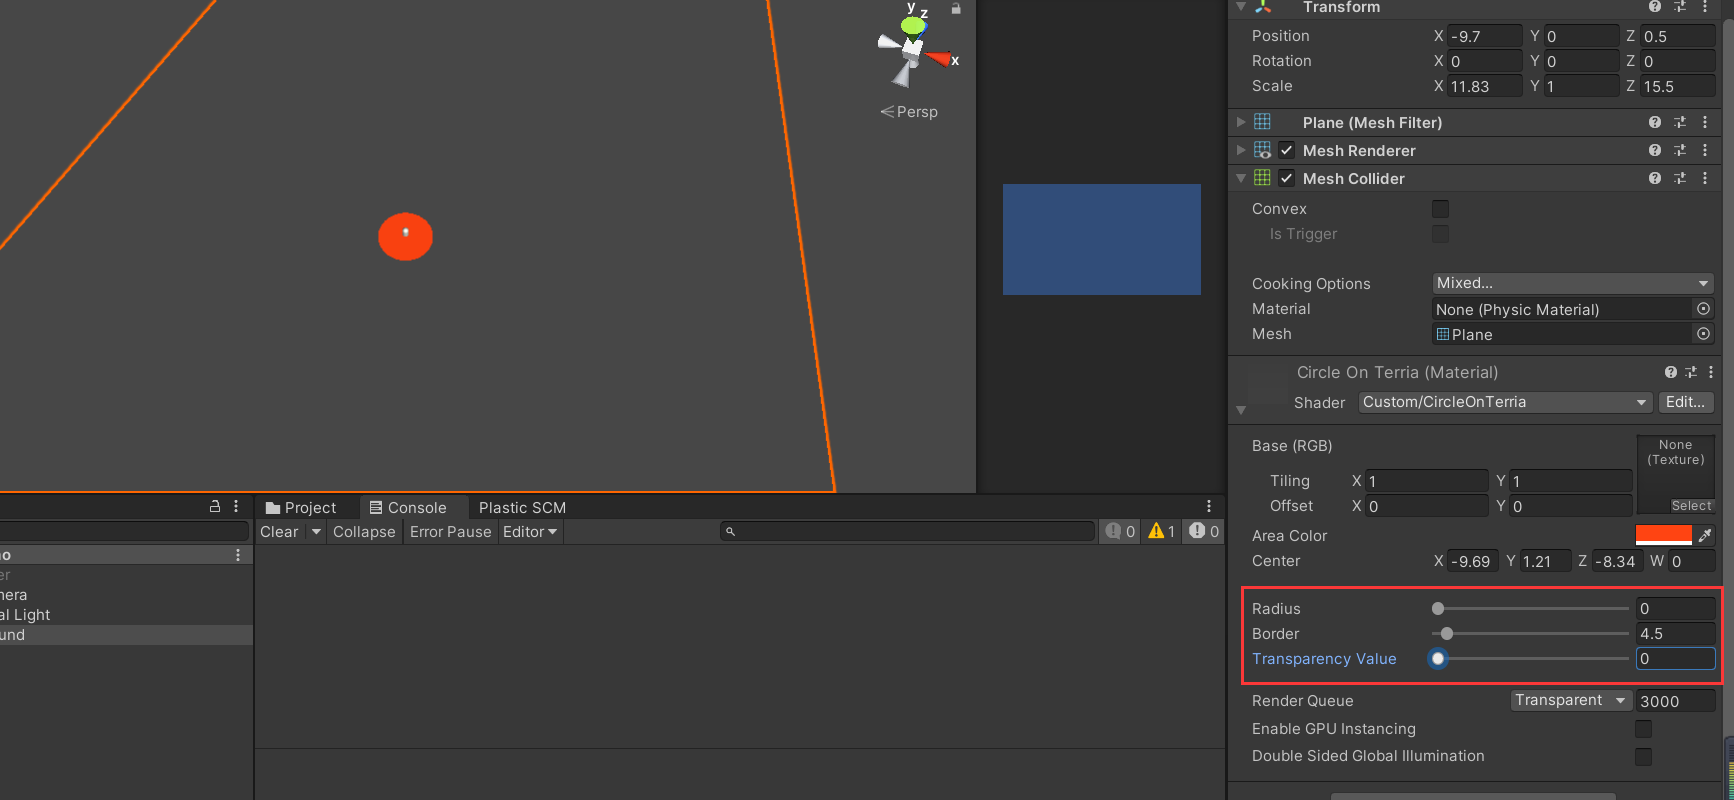 y
z
x
Persp
Transform
Position X -9.7 Y 0 Z 0.5
Rotation X 0 Y 0 Z 0
Scale X 11.83 Y 1 Z 15.5
Plane (Mesh Filter)
Mesh Renderer
Mesh Collider
Convex
Is Trigger
Cooking Options Mixed...
Material None (Physic Material)
Mesh Plane
Circle On Terria (Material)
Shader Custom/CircleOnTerria Edit...
Base (RGB) None
(Texture)
Tiling X 1 Y 1
Offset X 0 Y 0 Select
Area Color
Center X -9.69 Y 1.21 Z -8.34 W 0
Radius 0
Border 4.5
Transparency Value 0
Render Queue Transparent 3000
Enable GPU Instancing
Double Sided Global Illumination
Project Console Plastic SCM
Clear Collapse Error Pause Editor 0 1 0
no
er
nera
al Light
und